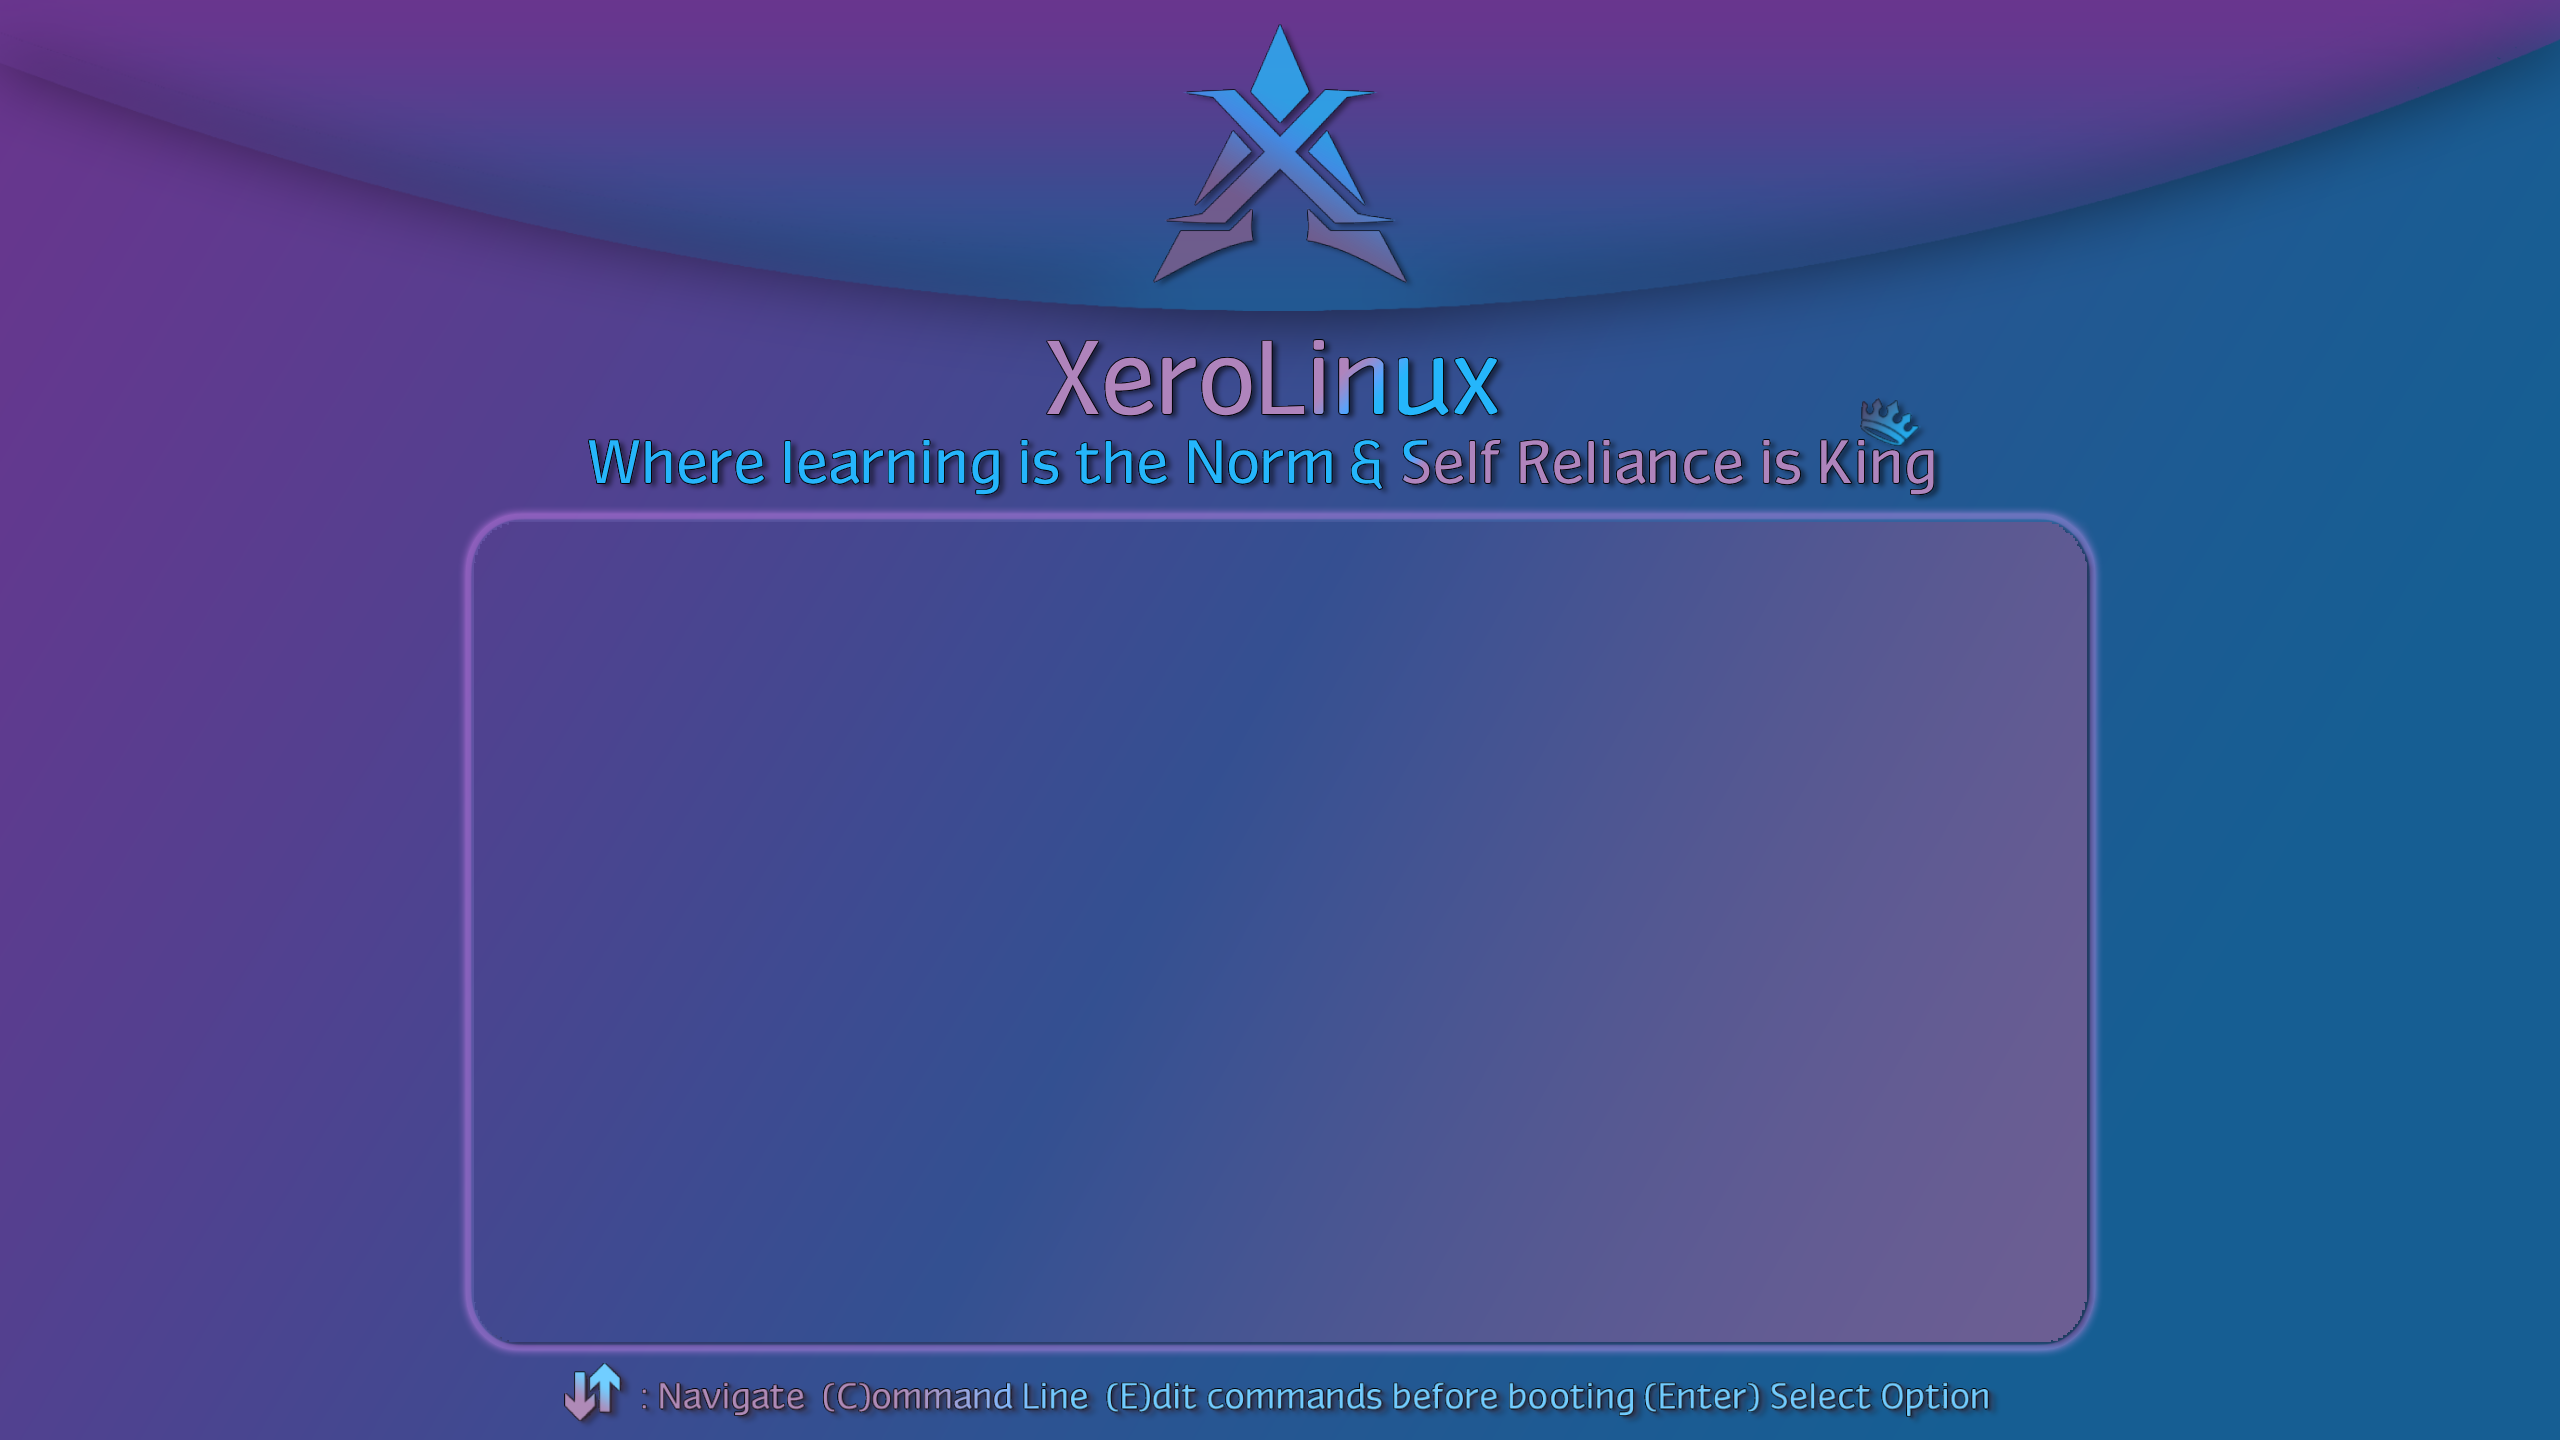 XeroLinux
Where learning is the Norm & Self Reliance is King
: Navigate (C)ommand Line (E)dit commands before booting (Enter) Select Option